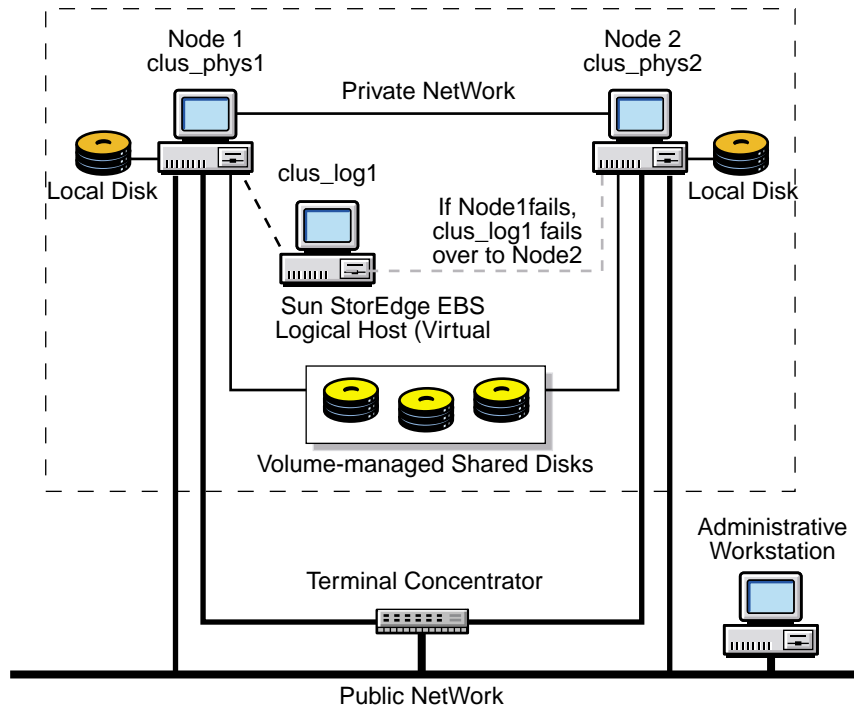 Node 1
clus_phys1
Node 2
clus_phys2
Private NetWork
Local Disk
clus_log1
Local Disk
If Node1fails,
clus_log1 fails
over to Node2
Sun StorEdge EBS
Logical Host (Virtual
Volume-managed Shared Disks
Administrative
Workstation
Terminal Concentrator
Public NetWork